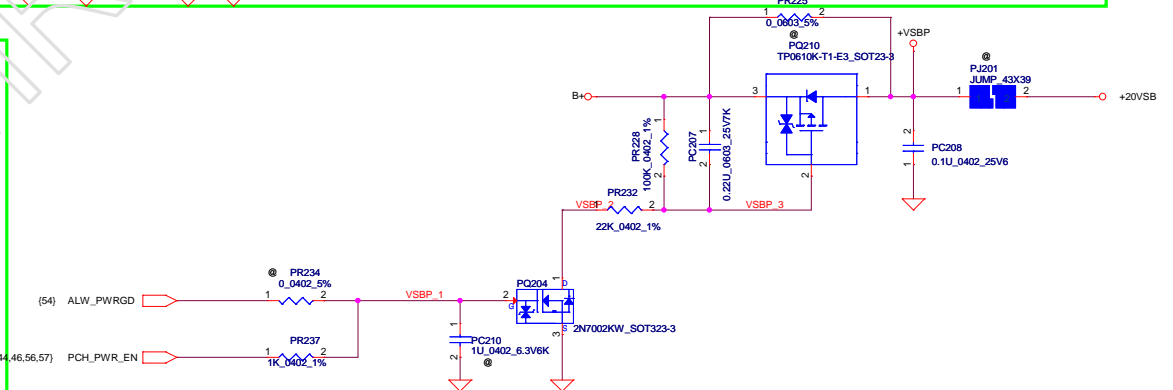 PR225
1 2
0_0603_5%
@
PQ210
TP0610K-T1-E3_SOT23-3
+VSBP
@
PJ201
JUMP_43X39
B+
3
1
1
2
+20VSB
PR228
100K_0402_1%
1
2
PC207
0.22U_0603_25V7K
1
2
2
2
1
PC208
0.1U_0402_25V6
PR232
VSBP_2
1 2
VSBP_3
22K_0402_1%
@
PR234
0_0402_5%
{54} ALW_PWRGD
1 2
VSBP_1
2
G
PQ204
1
D
S
3
2N7002KW_SOT323-3
1
2
PC210
1U_0402_6.3V6K
@
44,46,56,57} PCH_PWR_EN
PR237
1 2
1K_0402_1%